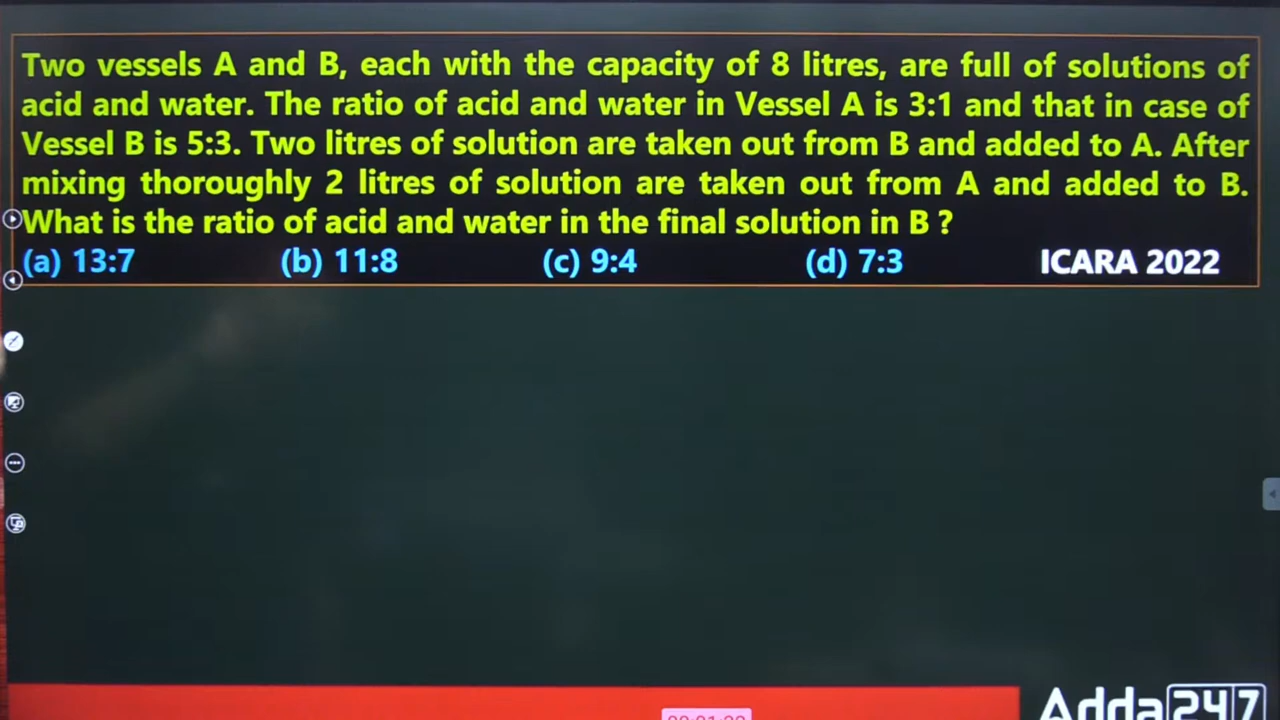 Two vessels A and B, each with the capacity of 8 litres, are full of solutions of
acid and water. The ratio of acid and water in Vessel A is 3:1 and that in case of
Vessel B is 5:3. Two litres of solution are taken out from B and added to A. After
mixing thoroughly 2 litres of solution are taken out from A and added to B.
What is the ratio of acid and water in the final solution in B ?
(a) 13:7 (b) 11:8 (c) 9:4 (d) 7:3 ICARA 2022
Adda 247